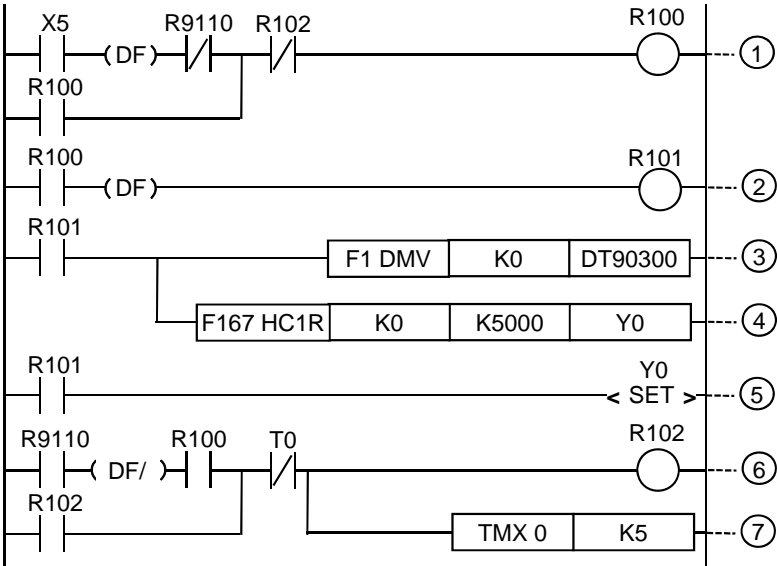 X5 R9110 R102 R100
(DF) 1
R100
R100 R101
(DF) 2
R101
F1 DMV K0 DT90300 3
F167 HC1R K0 K5000 Y0 4
R101 Y0
< SET > 5
R9110 R100 T0 R102
( DF/ ) 6
R102
TMX 0 K5 7